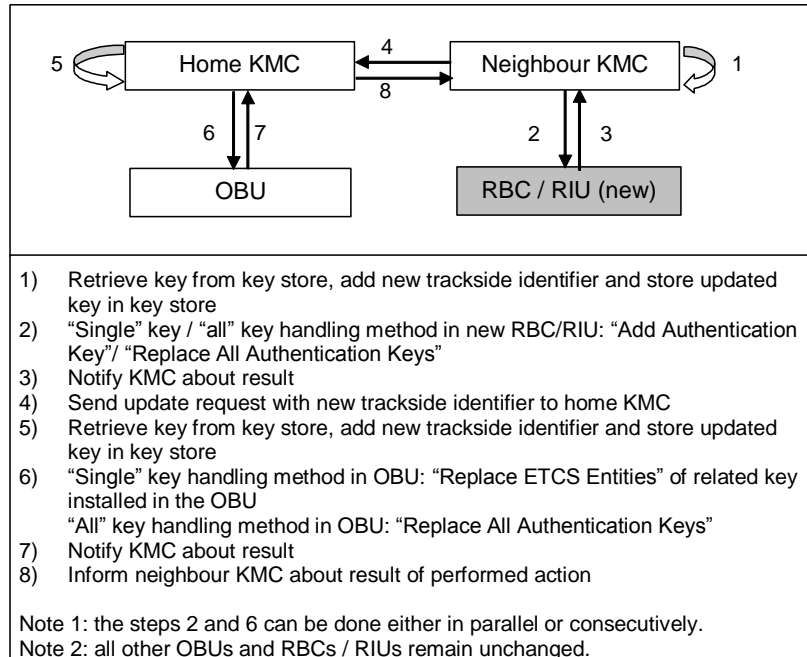 5
Home KMC
4
8
Neighbour KMC
1
6
7
2
3
OBU
RBC / RIU (new)
1) Retrieve key from key store, add new trackside identifier and store updated
key in key store
2) “Single” key / “all” key handling method in new RBC/RIU: “Add Authentication
Key”/ “Replace All Authentication Keys”
3) Notify KMC about result
4) Send update request with new trackside identifier to home KMC
5) Retrieve key from key store, add new trackside identifier and store updated
key in key store
6) “Single” key handling method in OBU: “Replace ETCS Entities” of related key
installed in the OBU
“All” key handling method in OBU: “Replace All Authentication Keys”
7) Notify KMC about result
8) Inform neighbour KMC about result of performed action
Note 1: the steps 2 and 6 can be done either in parallel or consecutively.
Note 2: all other OBUs and RBCs / RIUs remain unchanged.